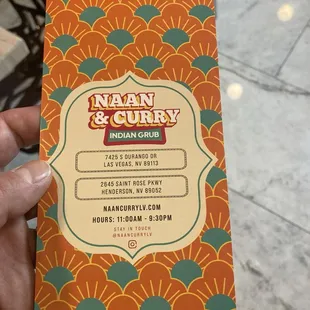 NAAN
& CURRY
INDIAN GRUB
7425 S DURANGO DR
LAS VEGAS, NV 89113
2645 SAINT ROSE PKWY
HENDERSON, NV 89052
NAANCURRYLV.COM
HOURS: 11:00AM - 9:30PM
STAY IN TOUCH
@NAANCURRYLV